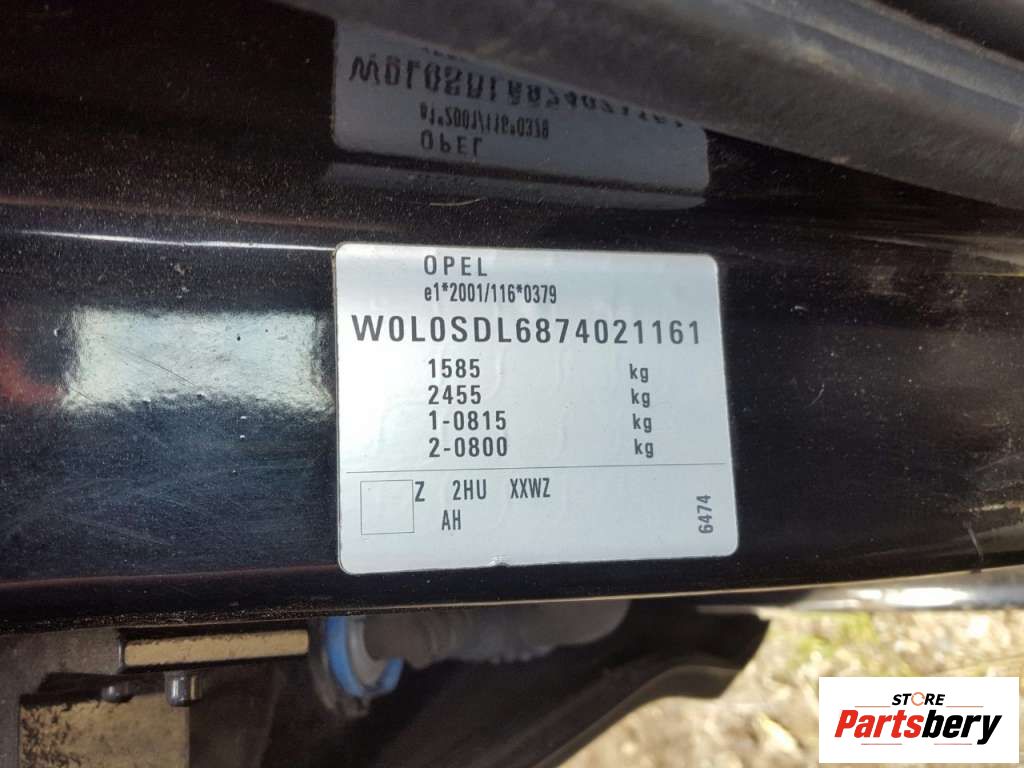 OPEL
e1*2001/116*0379
W0L0SDL6874021161
1585 kg
2455 kg
1-0815 kg
2-0800 kg
Z 2HU XXWZ
AH
6474
STORE
Partsbery